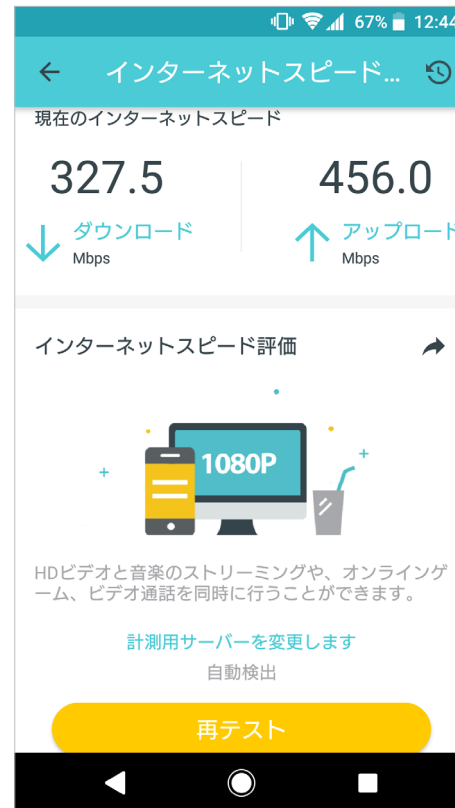 67% 12:44
インターネットスピード...
現在のインターネットスピード
327.5 456.0
ダウンロード アップロード
Mbps Mbps
インターネットスピード評価
1080P
HDビデオと音楽のストリーミングや、オンラインゲ
ーム、ビデオ通話を同時に行うことができます。
計測用サーバーを変更します
自動検出
再テスト